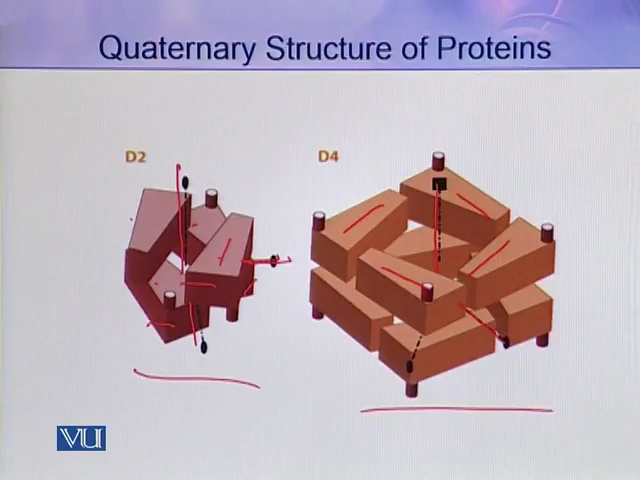 Quaternary Structure of Proteins
D2
D4
VU